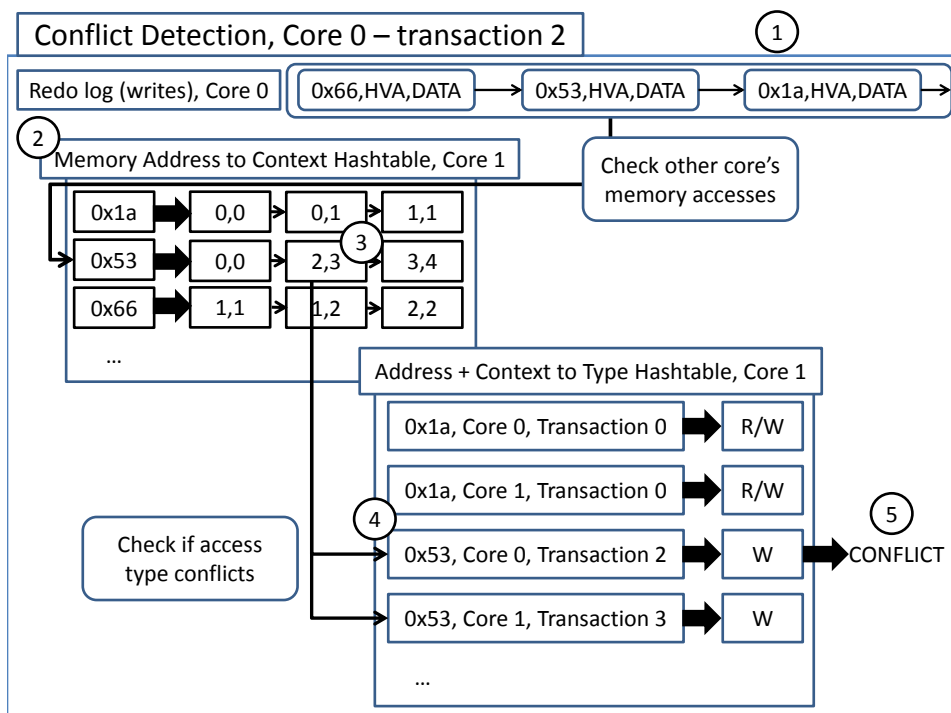 Conflict Detection, Core 0 – transaction 2
1
Redo log (writes), Core 0
0x66,HVA,DATA
0x53,HVA,DATA
0x1a,HVA,DATA
2
Memory Address to Context Hashtable, Core 1
Check other core's
memory accesses
0x1a
0,0
0,1
1,1
3
0x53
0,0
2,3
3,4
0x66
1,1
1,2
2,2
...
Address + Context to Type Hashtable, Core 1
0x1a, Core 0, Transaction 0
R/W
0x1a, Core 1, Transaction 0
R/W
4
5
Check if access
type conflicts
0x53, Core 0, Transaction 2
W
CONFLICT
0x53, Core 1, Transaction 3
W
...